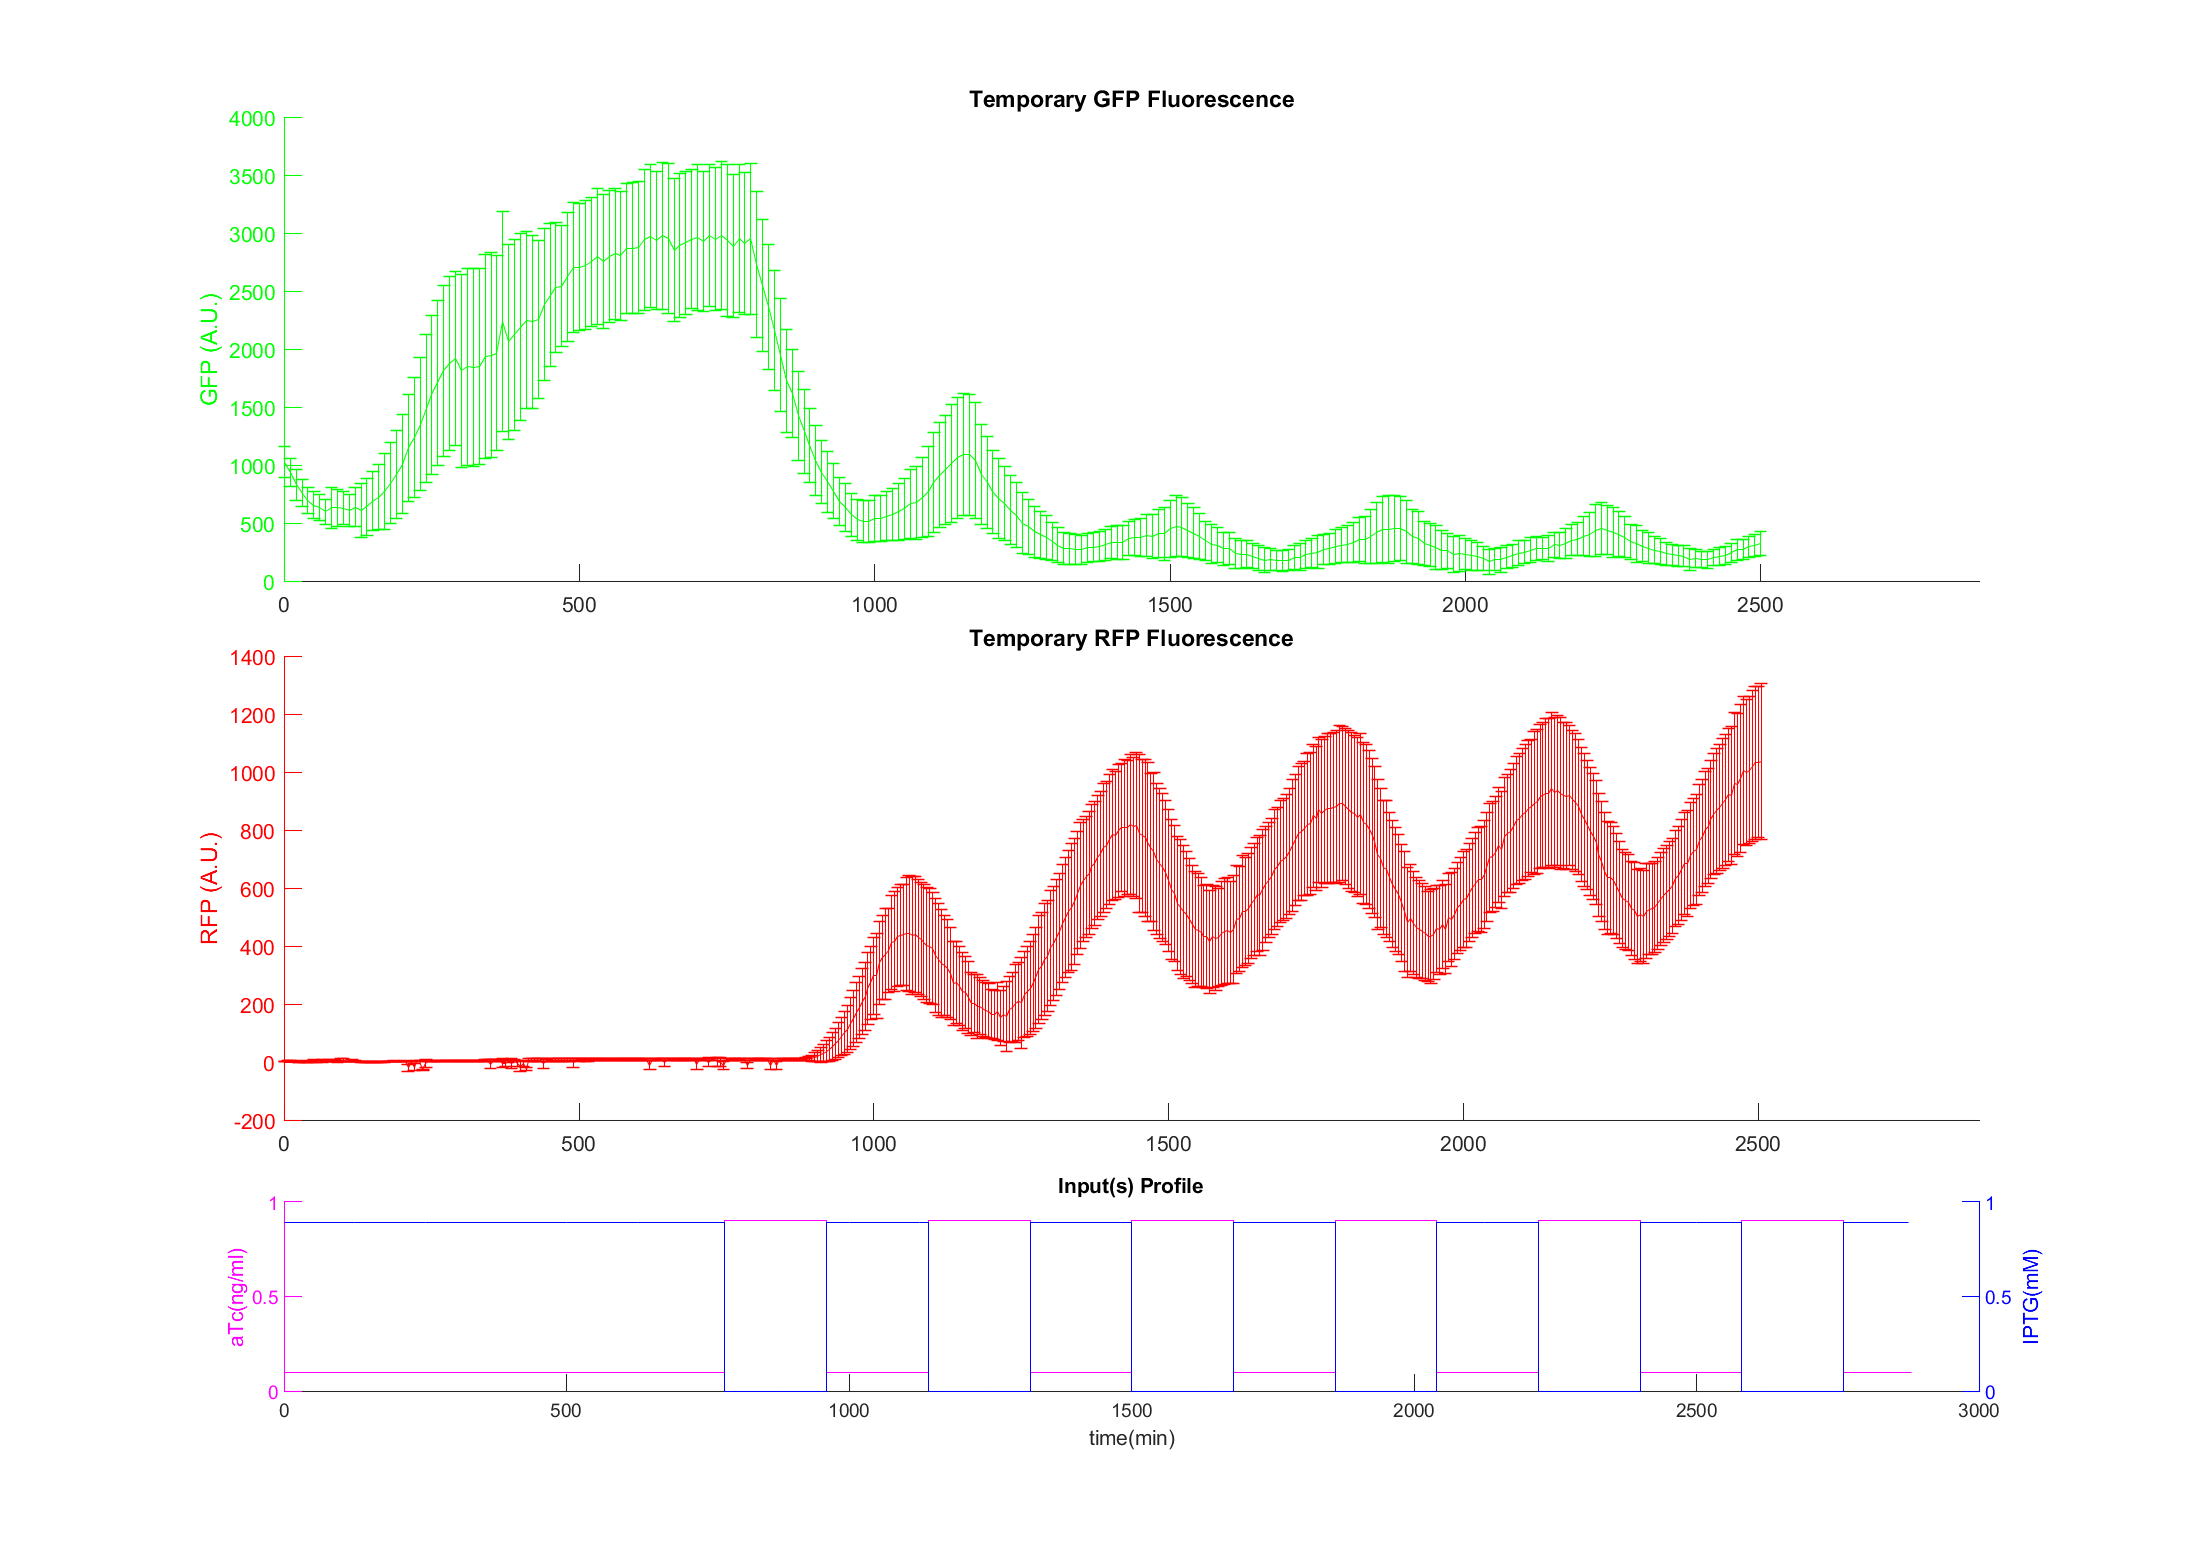 Temporary GFP Fluorescence
4000
3500
3000
2500
2000
1500
1000
500
0
GFP (A.U.)
0 500 1000 1500 2000 2500
Temporary RFP Fluorescence
1400
1200
1000
800
600
400
200
0
-200
RFP (A.U.)
0 500 1000 1500 2000 2500
Input(s) Profile
1
0.5
0
aTc(ng/ml)
1
0.5
0
IPTG(mM)
0 500 1000 1500 2000 2500 3000
time(min)